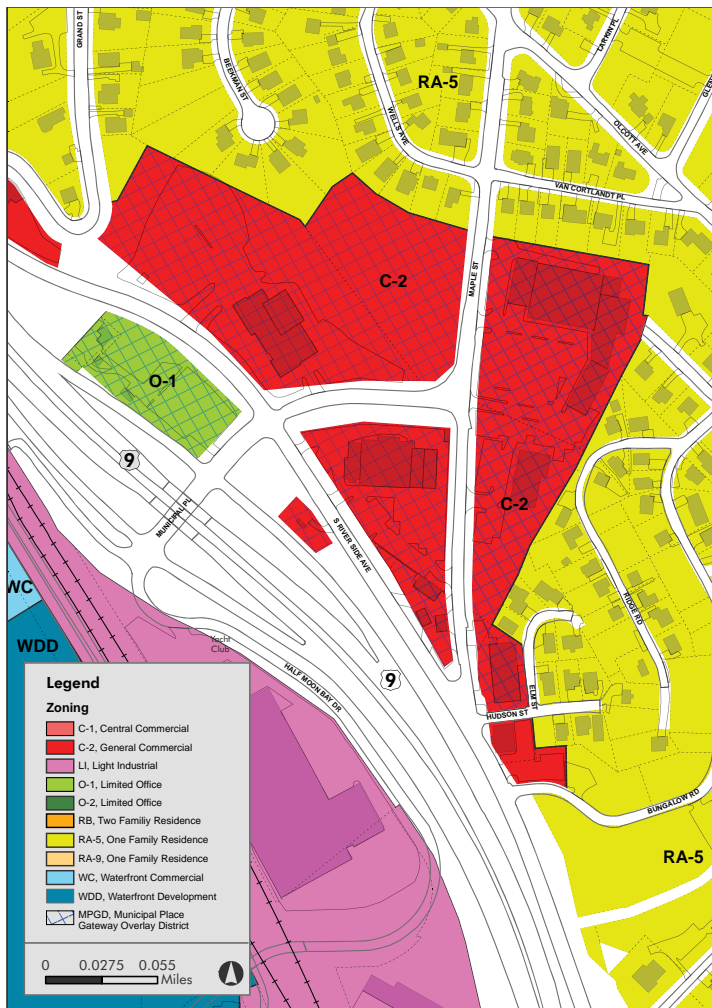 GRAND ST
BEEKMAN ST
RA-5
WELLS AVE
LARKIN PL
OLCOTT AVE
VAN CORTLANDT PL
MAPLE ST
C-2
O-1
9
MUNICIPAL PL
S RIVER SIDE AVE
C-2
RIDGE RD
WC
WDD
Yacht
Club
HALF MOON BAY DR
9
ELM ST
HUDSON ST
BUNGALOW RD
RA-5
Legend
Zoning
C-1, Central Commercial
C-2, General Commercial
LI, Light Industrial
O-1, Limited Office
O-2, Limited Office
RB, Two Familiy Residence
RA-5, One Family Residence
RA-9, One Family Residence
WC, Waterfront Commercial
WDD, Waterfront Development
MPGD, Municipal Place
Gateway Overlay District
0 0.0275 0.055
Miles